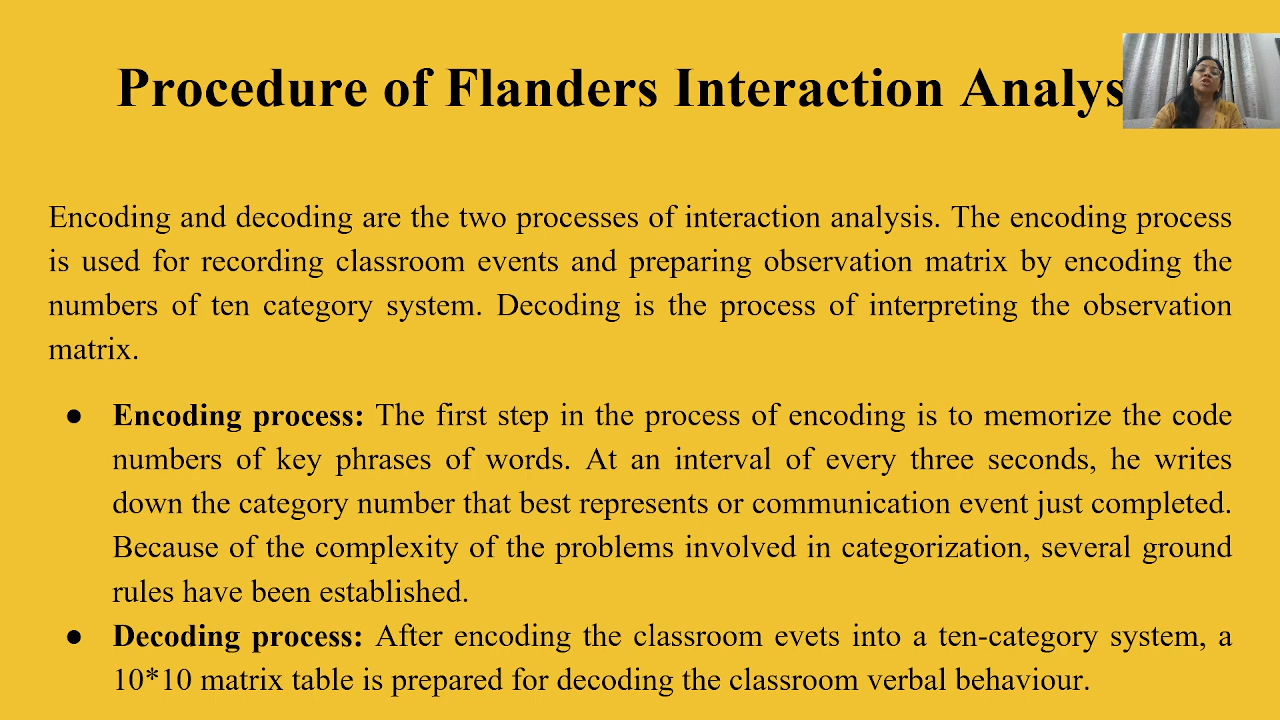 Procedure of Flanders Interaction Analys
Encoding and decoding are the two processes of interaction analysis. The encoding process
is used for recording classroom events and preparing observation matrix by encoding the
numbers of ten category system. Decoding is the process of interpreting the observation
matrix.
● Encoding process: The first step in the process of encoding is to memorize the code
numbers of key phrases of words. At an interval of every three seconds, he writes
down the category number that best represents or communication event just completed.
Because of the complexity of the problems involved in categorization, several ground
rules have been established.
● Decoding process: After encoding the classroom evets into a ten-category system, a
10*10 matrix table is prepared for decoding the classroom verbal behaviour.